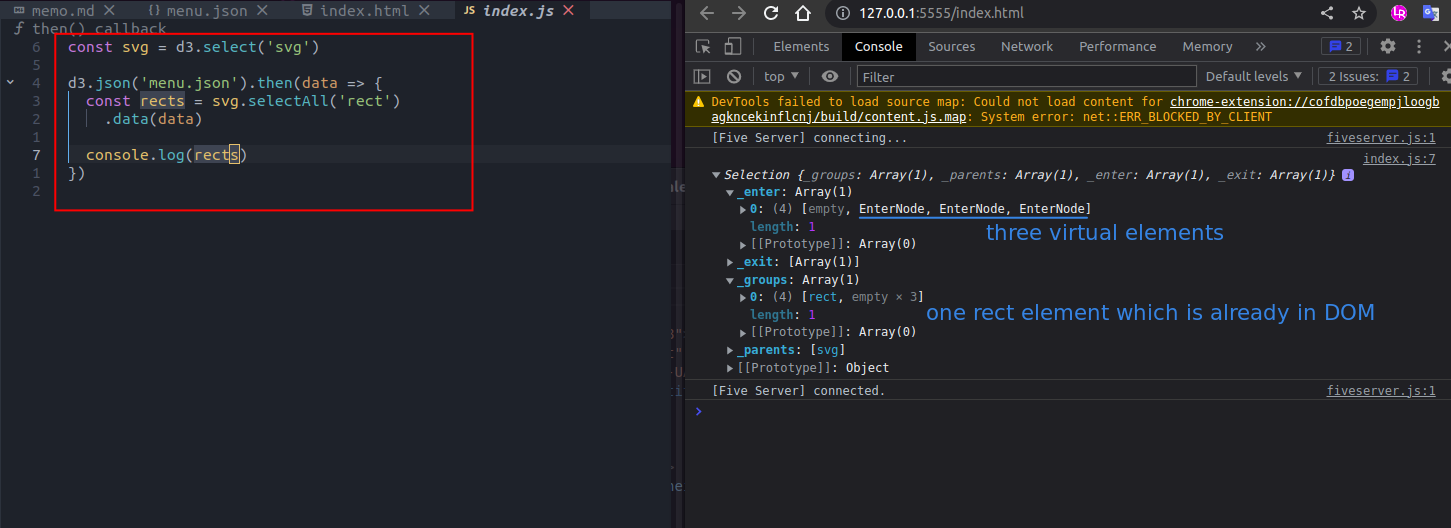 memo.md
menu.json
index.html
JS index.js
then() callback
6 const svg = d3.select('svg')
5
4 d3.json('menu.json').then(data => {
3 const rects = svg.selectAll('rect')
2 .data(data)
1
7 console.log(rects)
1 })
2
127.0.0.1:5555/index.html
LR
Elements Console Sources Network Performance Memory » 2
top ▼ Filter Default levels ▼ 2 Issues: 2
DevTools failed to load source map: Could not load content for chrome-extension://cofdbpoegempjloogb
agkncekinflcnj/build/content.js.map: System error: net::ERR_BLOCKED_BY_CLIENT
[Five Server] connecting... fiveserver.js:1
index.js:7
Selection {_groups: Array(1), _parents: Array(1), _enter: Array(1), _exit: Array(1)} i
_enter: Array(1)
0: (4) [empty, EnterNode, EnterNode, EnterNode]
length: 1
three virtual elements
[[Prototype]]: Array(0)
_exit: [Array(1)]
_groups: Array(1)
0: (4) [rect, empty × 3]
length: 1
one rect element which is already in DOM
[[Prototype]]: Array(0)
_parents: [svg]
[[Prototype]]: Object
[Five Server] connected. fiveserver.js:1